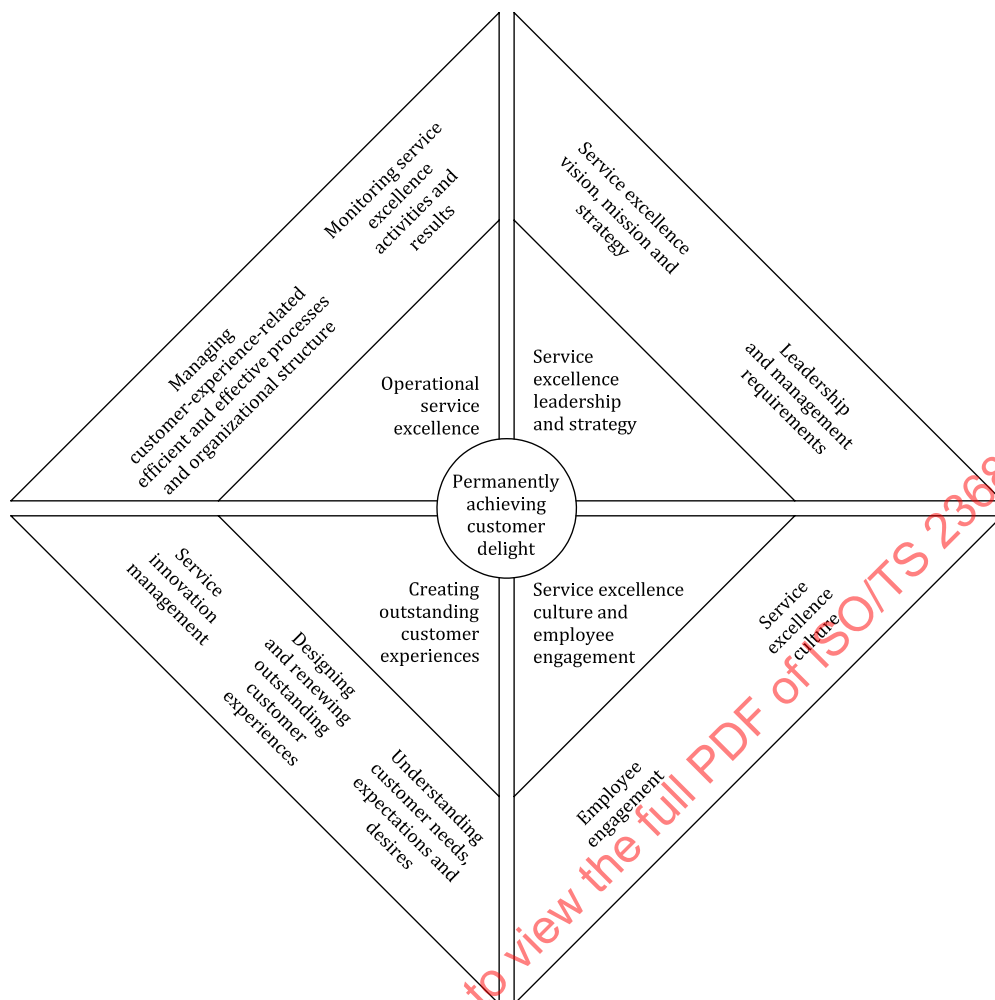 Monitoring service
excellence
activities and
results
Service excellence
vision, mission and
strategy
Managing
customer-experience-related
efficient and effective processes
and organizational structure
Leadership
and management
requirements
Operational
service
excellence
Service
excellence
leadership
and strategy
Permanently
achieving
customer
delight
Creating
outstanding
customer
experiences
Service excellence
culture and
employee
engagement
Service
innovation
management
Designing
and renewing
outstanding
customer
experiences
Understanding
customer needs,
expectations and
desires
Service
excellence
culture
Employee
engagement
to view the full PDF of ISO/TS 2368